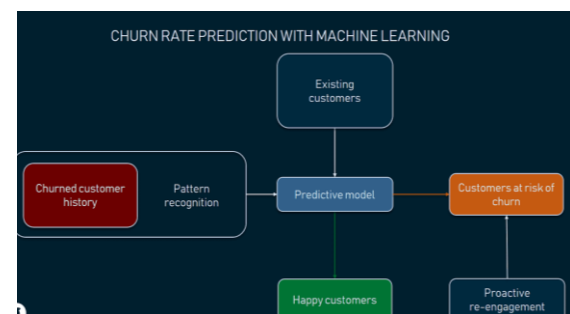 CHURN RATE PREDICTION WITH MACHINE LEARNING
Existing
customers
Churned customer
history
Pattern
recognition
Predictive model
Customers at risk of
churn
Happy customers
Proactive
re-engagement